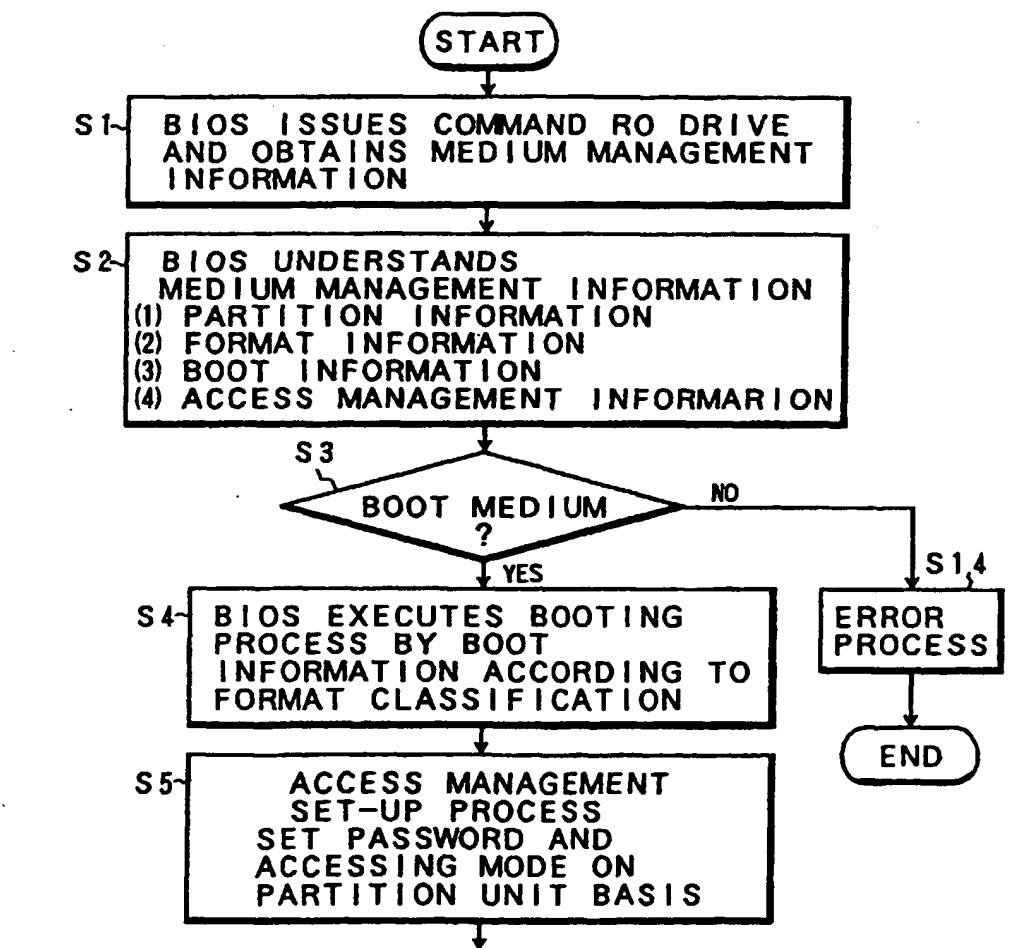 START
S1
BIOS ISSUES COMMAND RO DRIVE
AND OBTAINS MEDIUM MANAGEMENT
INFORMATION
S2
BIOS UNDERSTANDS
MEDIUM MANAGEMENT INFORMATION
(1) PARTITION INFORMATION
(2) FORMAT INFORMATION
(3) BOOT INFORMATION
(4) ACCESS MANAGEMENT INFORMARION
S3
BOOT MEDIUM
?
NO
YES
S14
ERROR
PROCESS
END
S4
BIOS EXECUTES BOOTING
PROCESS BY BOOT
INFORMATION ACCORDING TO
FORMAT CLASSIFICATION
S5
ACCESS MANAGEMENT
SET-UP PROCESS
SET PASSWORD AND
ACCESSING MODE ON
PARTITION UNIT BASIS